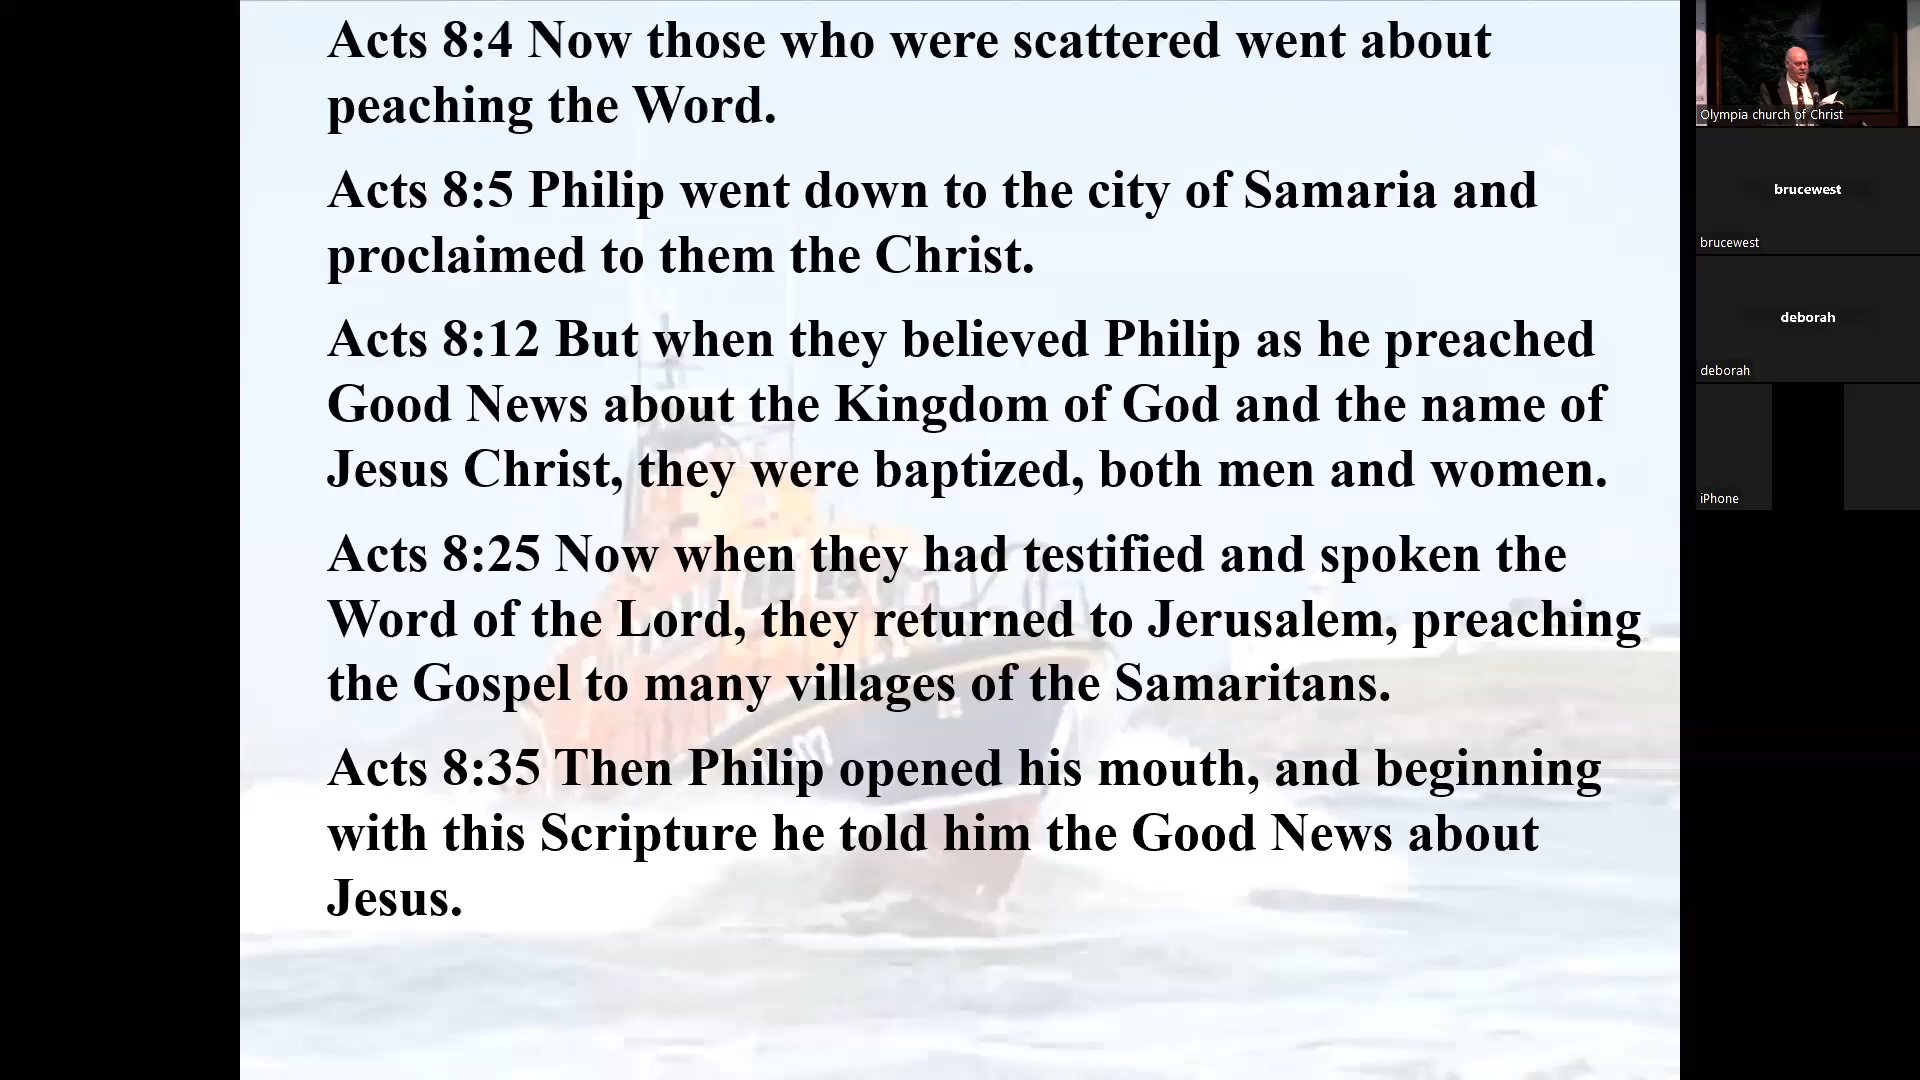 Acts 8:4 Now those who were scattered went about
peaching the Word.
Acts 8:5 Philip went down to the city of Samaria and
proclaimed to them the Christ.
Acts 8:12 But when they believed Philip as he preached
Good News about the Kingdom of God and the name of
Jesus Christ, they were baptized, both men and women.
Acts 8:25 Now when they had testified and spoken the
Word of the Lord, they returned to Jerusalem, preaching
the Gospel to many villages of the Samaritans.
Acts 8:35 Then Philip opened his mouth, and beginning
with this Scripture he told him the Good News about
Jesus.
Olympia church of Christ
brucewest
brucewest
deborah
deborah
iPhone